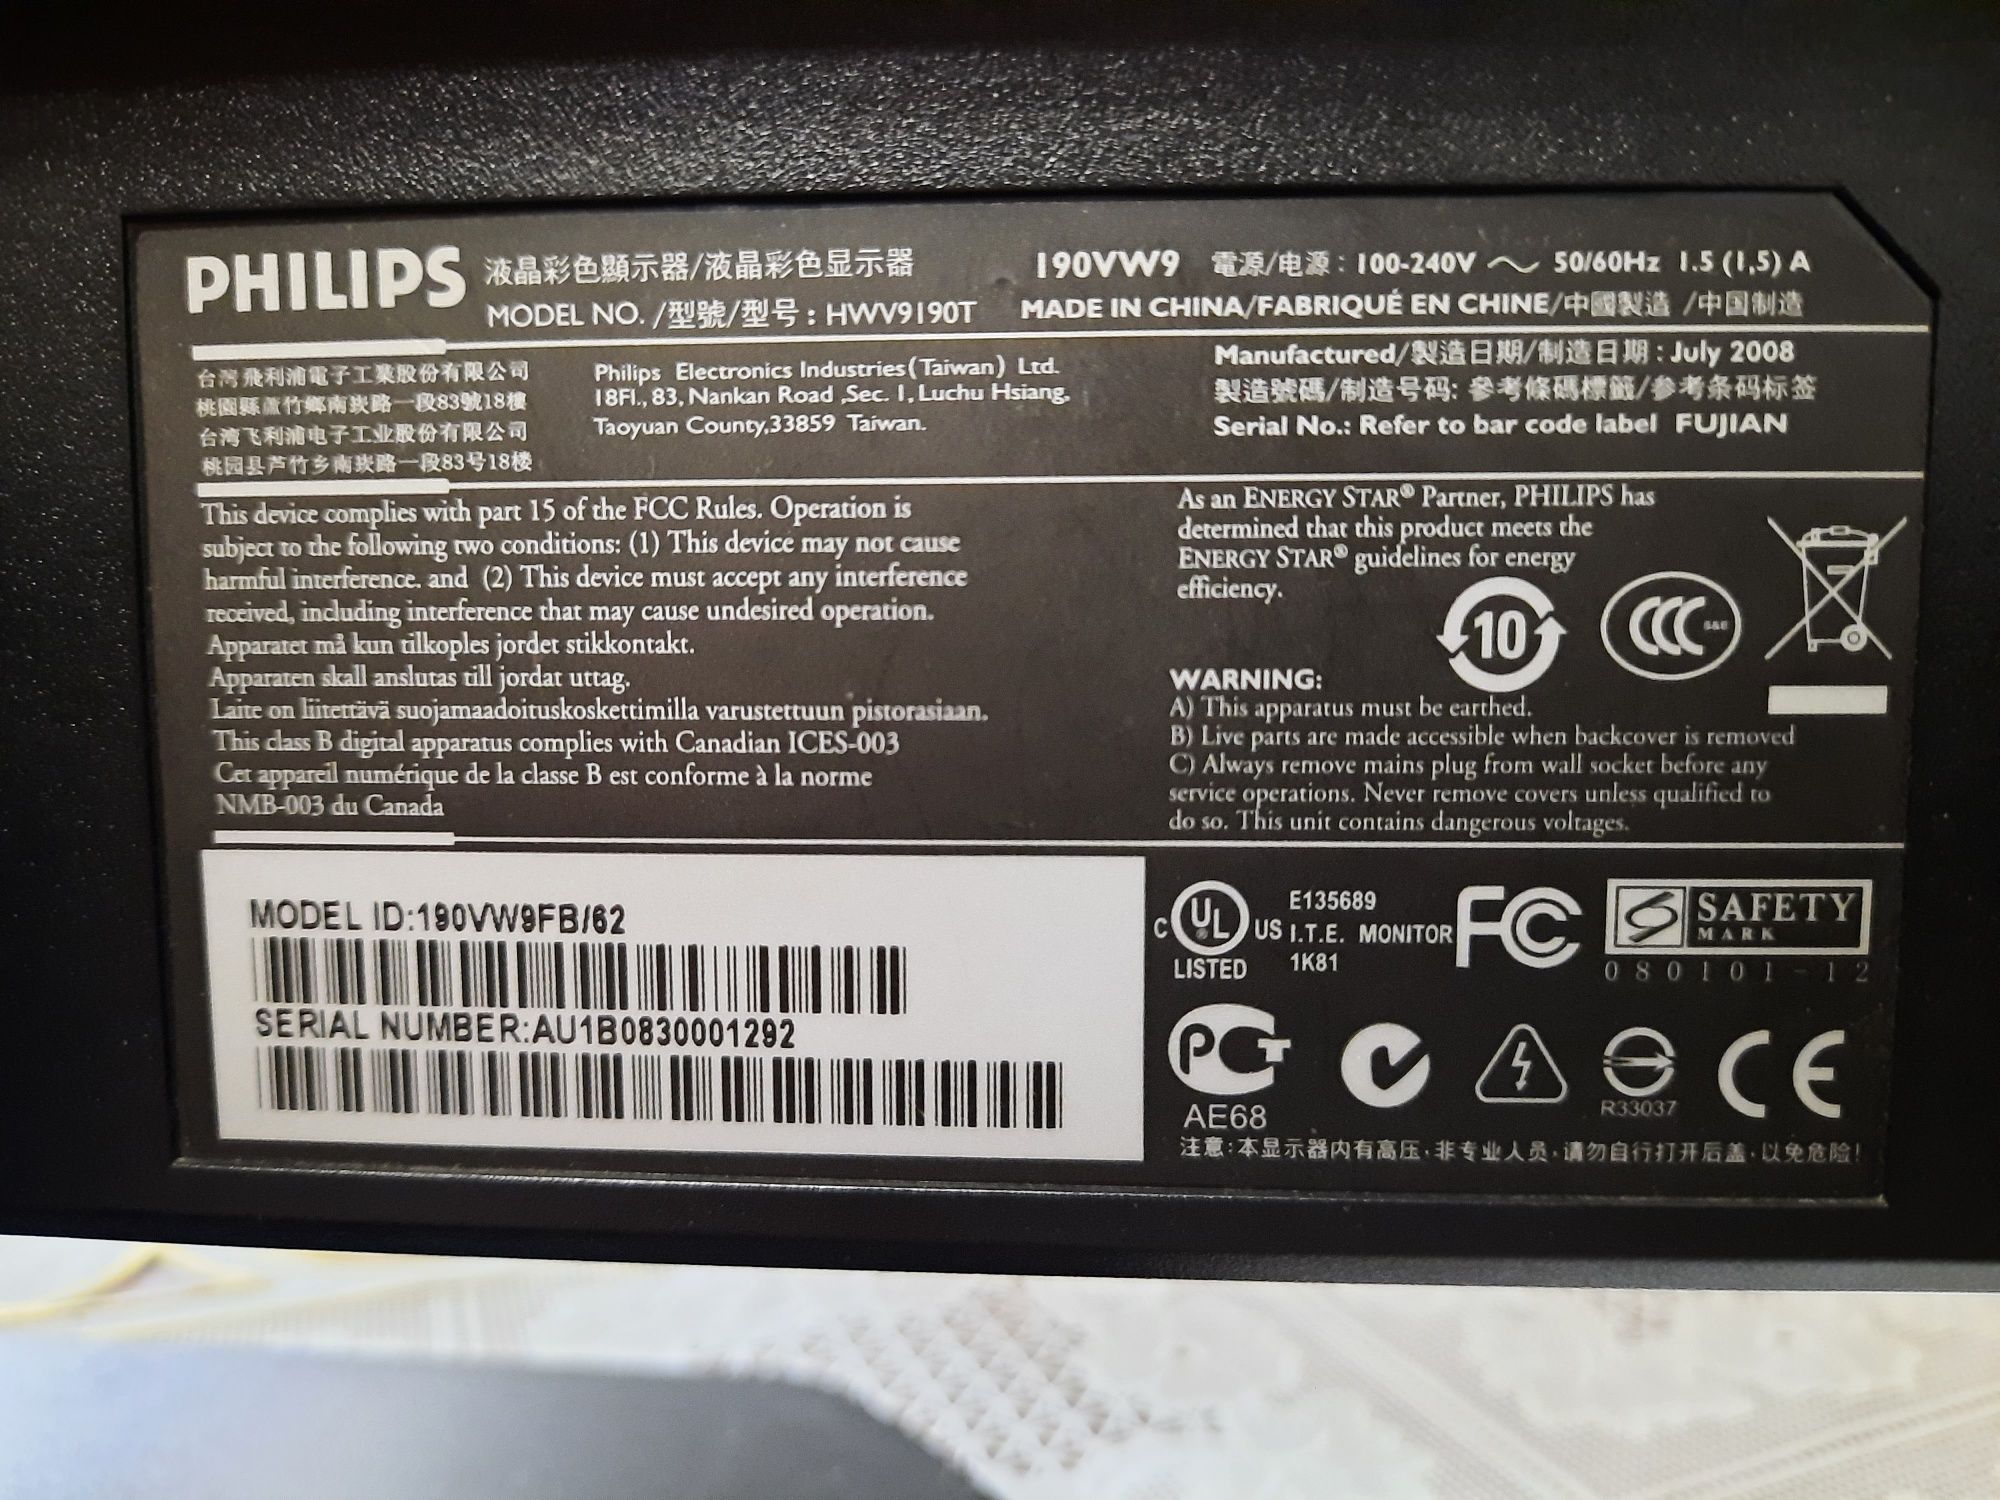 PHILIPS
液晶彩色顯示器/液晶彩色显示器
190VW9 電源/电源 : 100-240V ～ 50/60Hz 1.5 (1,5) A
MODEL NO. /型號/型号 : HWV9190T
MADE IN CHINA/FABRIQUÉ EN CHINE/中國製造 /中国制造
台灣飛利浦電子工業股份有限公司
桃園縣蘆竹鄉南崁路一段83號18樓
台湾飞利浦电子工业股份有限公司
桃园县芦竹乡南崁路一段83号18楼
Philips Electronics Industries (Taiwan) Ltd.
18Fl., 83, Nankan Road ,Sec. 1, Luchu Hsiang,
Taoyuan County,33859 Taiwan.
Manufactured/製造日期/制造日期 : July 2008
製造號碼/制造号码: 參考條碼標籤/参考条码标签
Serial No.: Refer to bar code label FUJIAN
This device complies with part 15 of the FCC Rules. Operation is
subject to the following two conditions: (1) This device may not cause
harmful interference. and (2) This device must accept any interference
received, including interference that may cause undesired operation.
Apparatet må kun tilkoples jordet stikkontakt.
Apparaten skall anslutas till jordat uttag.
Laite on liitettävä suojamaadoituskoskettimilla varustettuun pistorasiaan.
This class B digital apparatus complies with Canadian ICES-003
Cet appareil numérique de la classe B est conforme à la norme
NMB-003 du Canada
As an ENERGY STAR® Partner, PHILIPS has
determined that this product meets the
ENERGY STAR® guidelines for energy
efficiency.
10
CCC S&E
WARNING:
A) This apparatus must be earthed.
B) Live parts are made accessible when backcover is removed
C) Always remove mains plug from wall socket before any
service operations. Never remove covers unless qualified to
do so. This unit contains dangerous voltages.
MODEL ID:190VW9FB/62
SERIAL NUMBER:AU1B0830001292
C UL ® US
LISTED
E135689
I.T.E. MONITOR
1K81
FC
SAFETY
MARK
080101-12
PCT
AE68
R33037
CE
注意:本显示器内有高压,非专业人员,请勿自行打开后盖,以免危险!